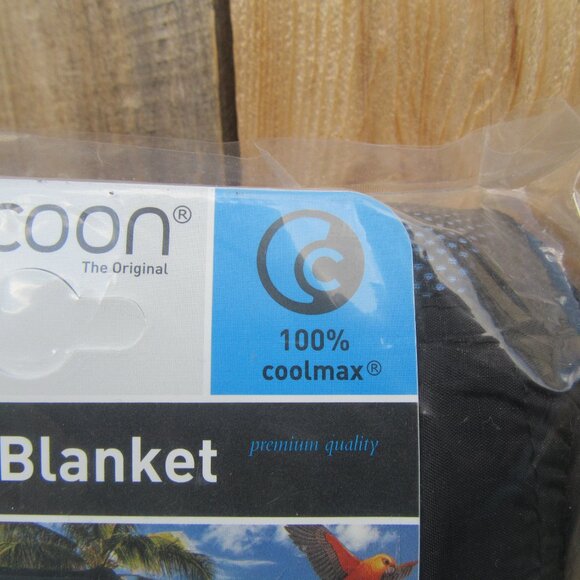 coon®
The Original
C
100%
coolmax®
Blanket
premium quality